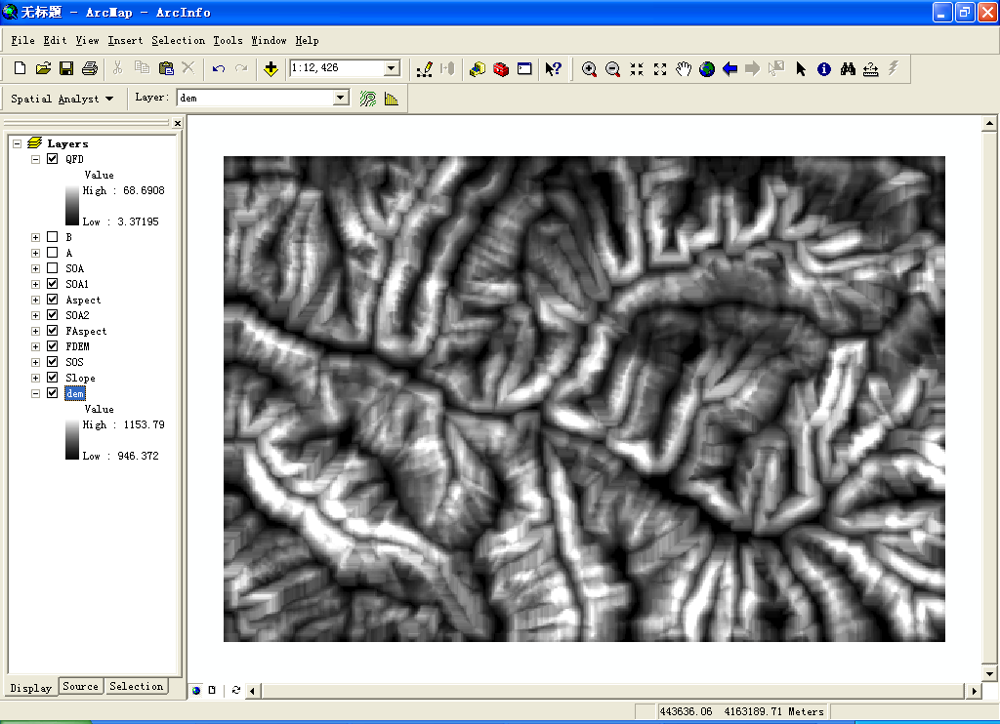 无标题 - ArcMap - ArcInfo
File Edit View Insert Selection Tools Window Help
1:12,426
Spatial Analyst Layer: dem
Layers
QFD
Value
High : 68.6908
Low : 3.37195
B
A
SOA
SOA1
Aspect
SOA2
FAspect
FDEM
SOS
Slope
dem
Value
High : 1153.79
Low : 946.372
Display Source Selection
443636.06 4163189.71 Meters